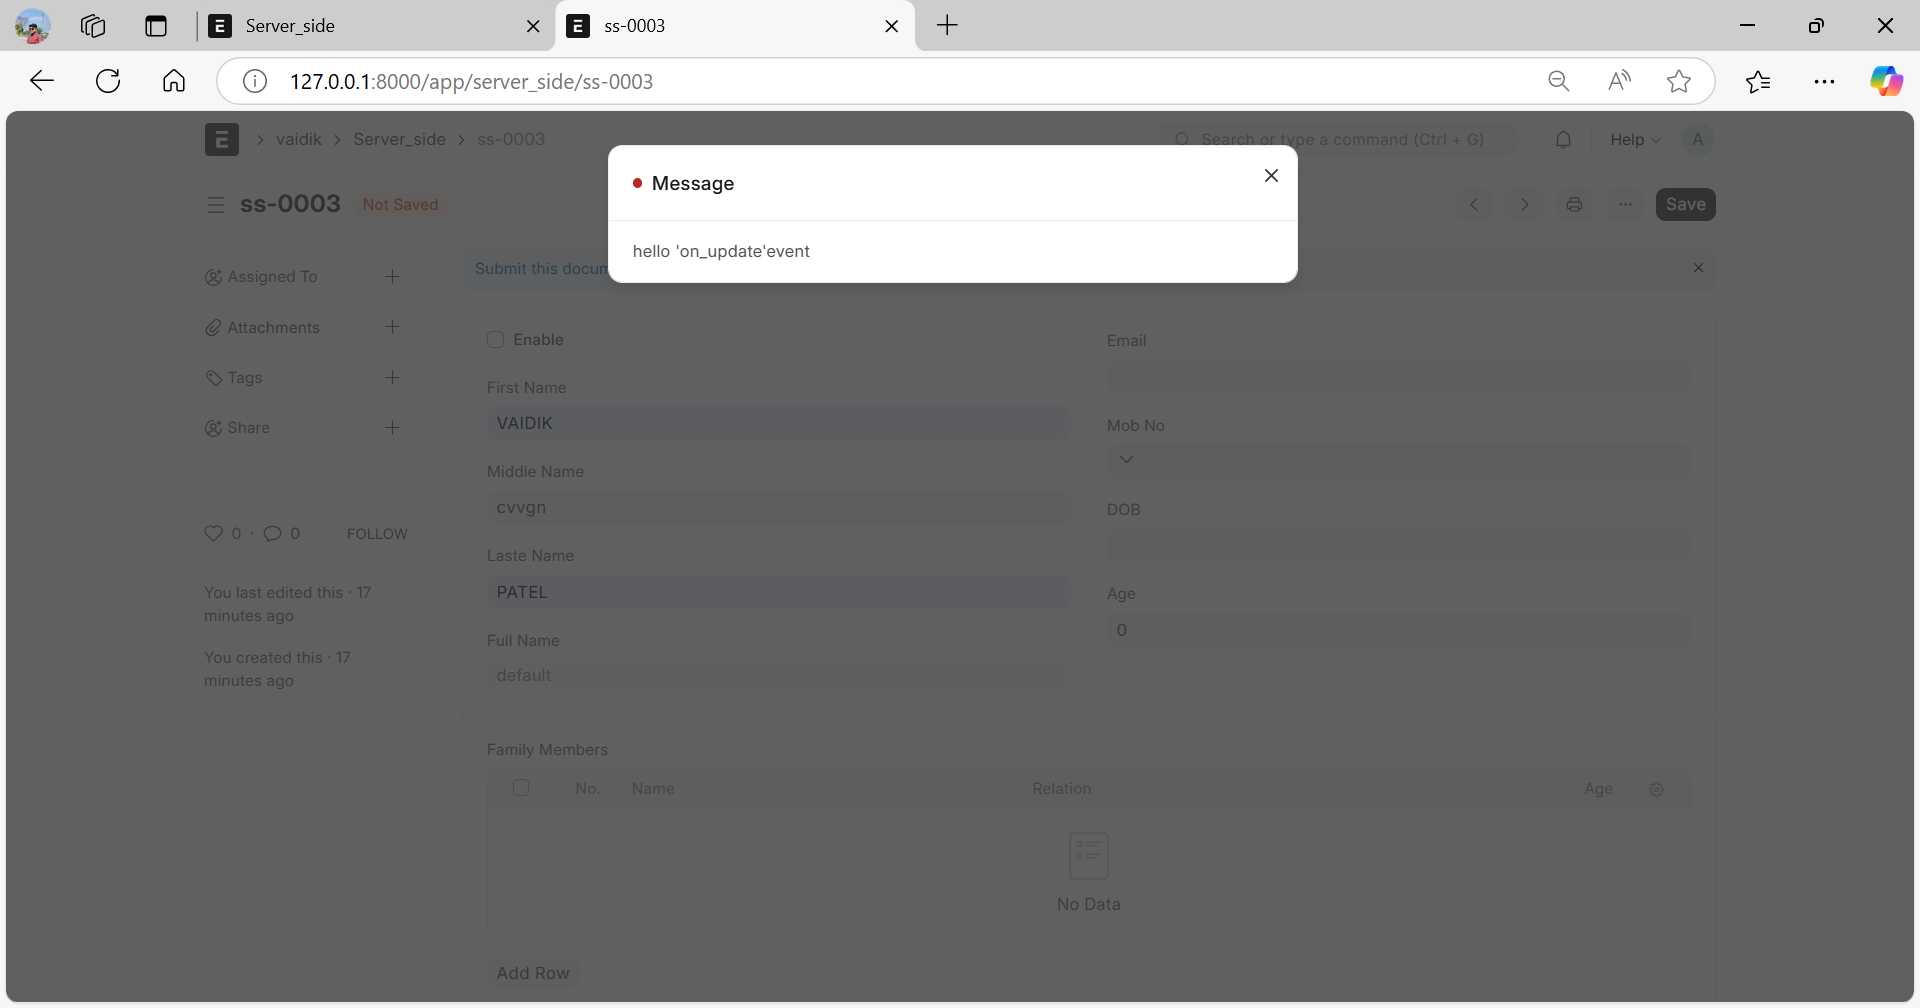 Server_side
ss-0003
127.0.0.1:8000/app/server_side/ss-0003
E > vaidik > Server_side > ss-0003
Search or type a command (Ctrl + G)
Help
A
ss-0003 Not Saved
Save
Message
hello 'on_update'event
Submit this docum
Assigned To
Attachments
Tags
Share
0 · 0 FOLLOW
You last edited this · 17
minutes ago
You created this · 17
minutes ago
Enable
First Name
VAIDIK
Middle Name
cvvgn
Laste Name
PATEL
Full Name
default
Email
Mob No
DOB
Age
0
Family Members
No. Name Relation Age
No Data
Add Row